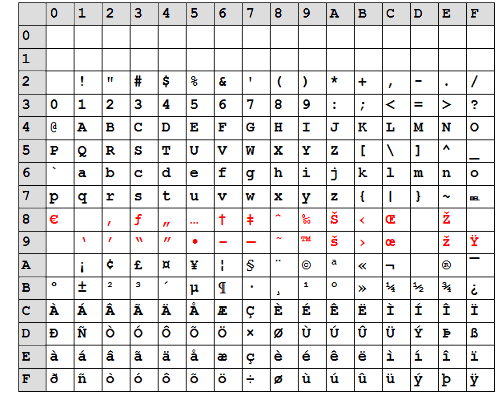 0 1 2 3 4 5 6 7 8 9 A B C D E F
0
1
2 ! " # $ % & ' ( ) * + , - . /
3 0 1 2 3 4 5 6 7 8 9 : ; < = > ?
4 @ A B C D E F G H I J K L M N O
5 P Q R S T U V W X Y Z [ \ ] ^ _
6 ` a b c d e f g h i j k l m n o
7 p q r s t u v w x y z { | } ~
8 € ‚ ƒ „ … † ‡ ˆ ‰ Š ‹ Œ Ž
9 ‘ ’ “ ” • – — ˜ ™ š › œ ž Ÿ
A ¡ ¢ £ ¤ ¥ ¦ § ¨ © ª « ¬ ® ¯
B ° ± ² ³ ´ µ ¶ · ¸ ¹ º » ¼ ½ ¾ ¿
C À Á Â Ã Ä Å Æ Ç È É Ê Ë Ì Í Î Ï
D Ð Ñ Ò Ó Ô Õ Ö × Ø Ù Ú Û Ü Ý Þ ß
E à á â ã ä å æ ç è é ê ë ì í î ï
F ð ñ ò ó ô õ ö ÷ ø ù ú û ü ý þ ÿ